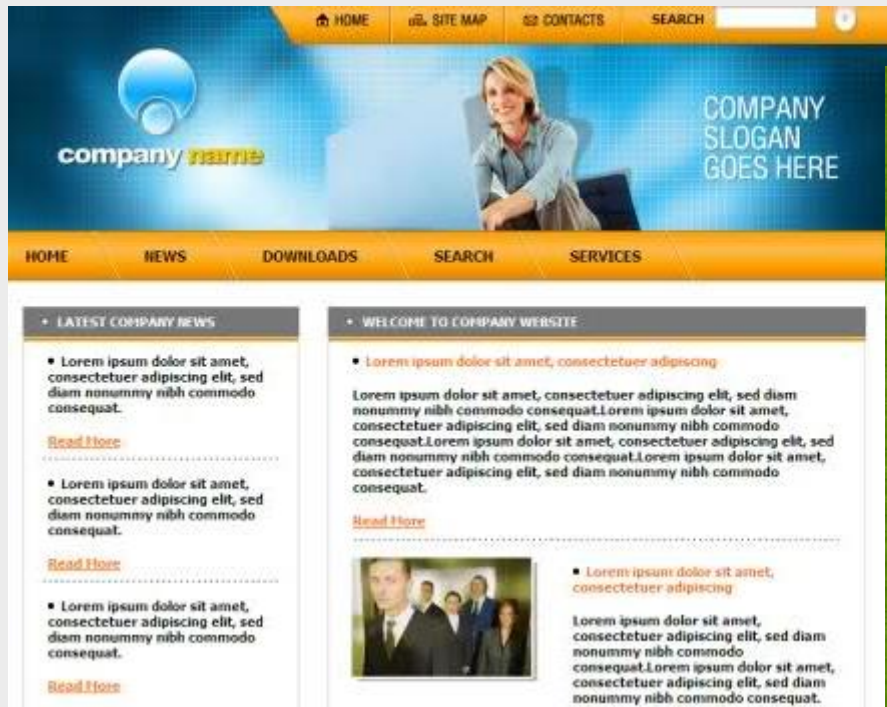 HOME SITE MAP CONTACTS SEARCH
company name
COMPANY
SLOGAN
GOES HERE
HOME NEWS DOWNLOADS SEARCH SERVICES
• LATEST COMPANY NEWS
• Lorem ipsum dolor sit amet,
consectetuer adipiscing elit, sed
diam nonummy nibh commodo
consequat.
Read More
• Lorem ipsum dolor sit amet,
consectetuer adipiscing elit, sed
diam nonummy nibh commodo
consequat.
Read More
• Lorem ipsum dolor sit amet,
consectetuer adipiscing elit, sed
diam nonummy nibh commodo
consequat.
Read More
• WELCOME TO COMPANY WEBSITE
• Lorem ipsum dolor sit amet, consectetuer adipiscing
Lorem ipsum dolor sit amet, consectetuer adipiscing elit, sed diam
nonummy nibh commodo consequat.Lorem ipsum dolor sit amet,
consectetuer adipiscing elit, sed diam nonummy nibh commodo
consequat.Lorem ipsum dolor sit amet, consectetuer adipiscing elit, sed
diam nonummy nibh commodo consequat.Lorem ipsum dolor sit amet,
consectetuer adipiscing elit, sed diam nonummy nibh commodo
consequat.
Read More
• Lorem ipsum dolor sit amet,
consectetuer adipiscing
Lorem ipsum dolor sit amet,
consectetuer adipiscing elit, sed diam
nonummy nibh commodo
consequat.Lorem ipsum dolor sit amet,
consectetuer adipiscing elit, sed diam
nonummy nibh commodo consequat.